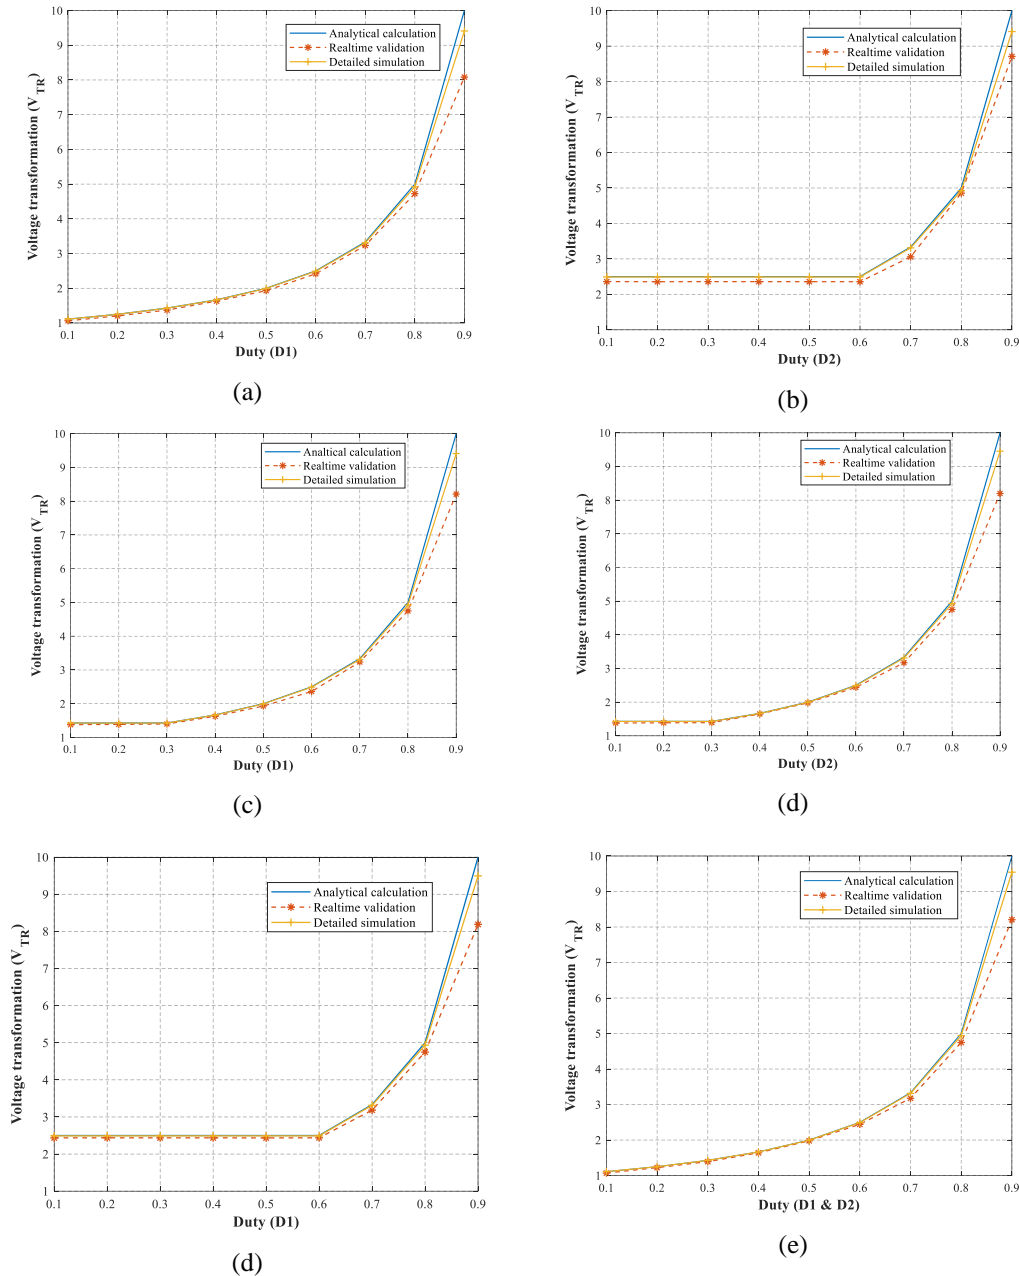 10
9
8
7
6
5
4
3
2
1
Voltage transformation (V_TR)
Analytical calculation
Realtime validation
Detailed simulation
0.1 0.2 0.3 0.4 0.5 0.6 0.7 0.8 0.9
Duty (D1)
(a)
10
9
8
7
6
5
4
3
2
1
Voltage transformation (V_TR)
Analytical calculation
Realtime validation
Detailed simulation
0.1 0.2 0.3 0.4 0.5 0.6 0.7 0.8 0.9
Duty (D2)
(b)
10
9
8
7
6
5
4
3
2
1
Voltage transformation (V_TR)
Analtical calculation
Realtime validation
Detailed simulation
0.1 0.2 0.3 0.4 0.5 0.6 0.7 0.8 0.9
Duty (D1)
(c)
10
9
8
7
6
5
4
3
2
1
Voltage transformation (V_TR)
Analytical calculation
Realtime validation
Detailed simulation
0.1 0.2 0.3 0.4 0.5 0.6 0.7 0.8 0.9
Duty (D2)
(d)
10
9
8
7
6
5
4
3
2
1
Voltage transformation (V_TR)
Analytical calculation
Realtime validation
Detailed simulation
0.1 0.2 0.3 0.4 0.5 0.6 0.7 0.8 0.9
Duty (D1)
(d)
10
9
8
7
6
5
4
3
2
1
Voltage transformation (V_TR)
Analytical calculation
Realtime validation
Detailed simulation
0.1 0.2 0.3 0.4 0.5 0.6 0.7 0.8 0.9
Duty (D1 & D2)
(e)